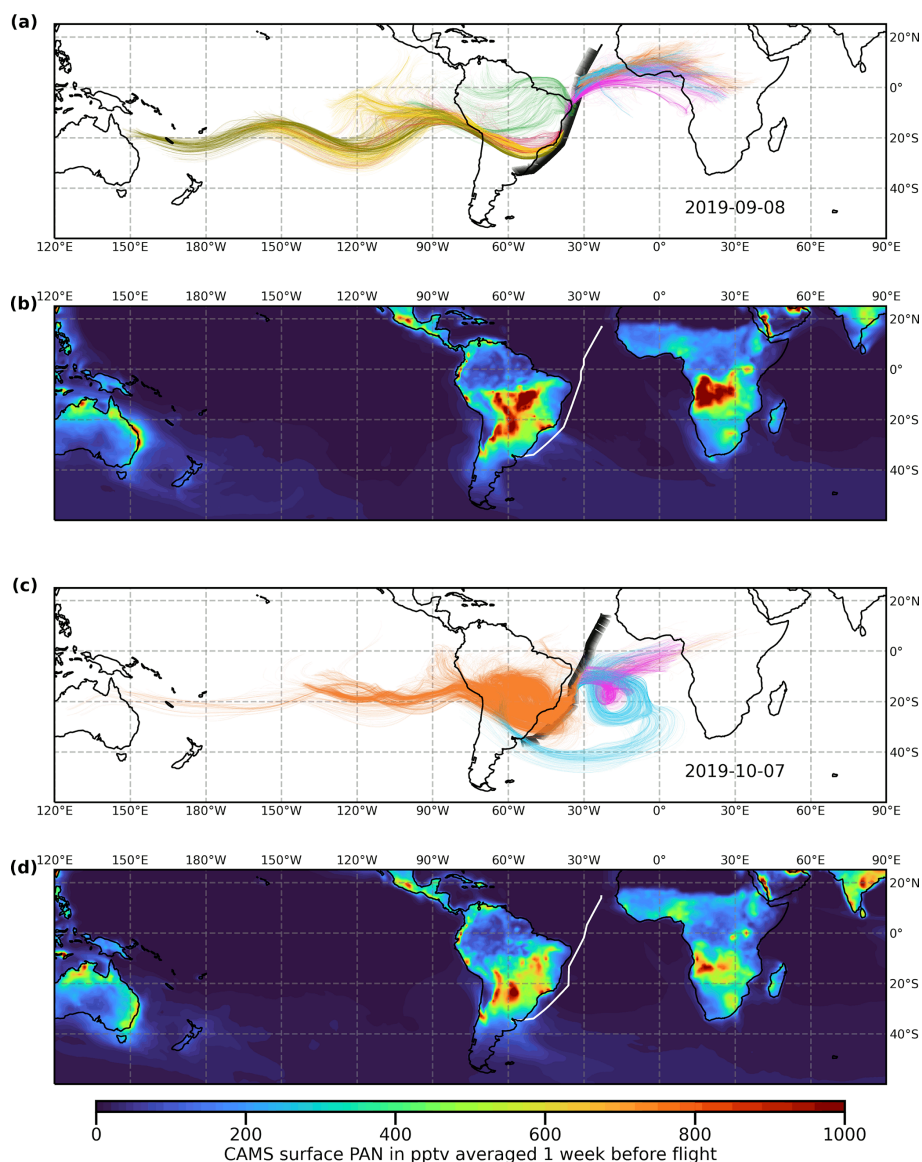 (a)
20°N
0°
20°S
40°S
2019-09-08
120°E 150°E 180° 150°W 120°W 90°W 60°W 30°W 0° 30°E 60°E 90°E
(b)
120°E 150°E 180° 150°W 120°W 90°W 60°W 30°W 0° 30°E 60°E 90°E
20°N
0°
20°S
40°S
(c)
20°N
0°
20°S
40°S
2019-10-07
120°E 150°E 180° 150°W 120°W 90°W 60°W 30°W 0° 30°E 60°E 90°E
(d)
120°E 150°E 180° 150°W 120°W 90°W 60°W 30°W 0° 30°E 60°E 90°E
20°N
0°
20°S
40°S
0 200 400 600 800 1000
CAMS surface PAN in pptv averaged 1 week before flight